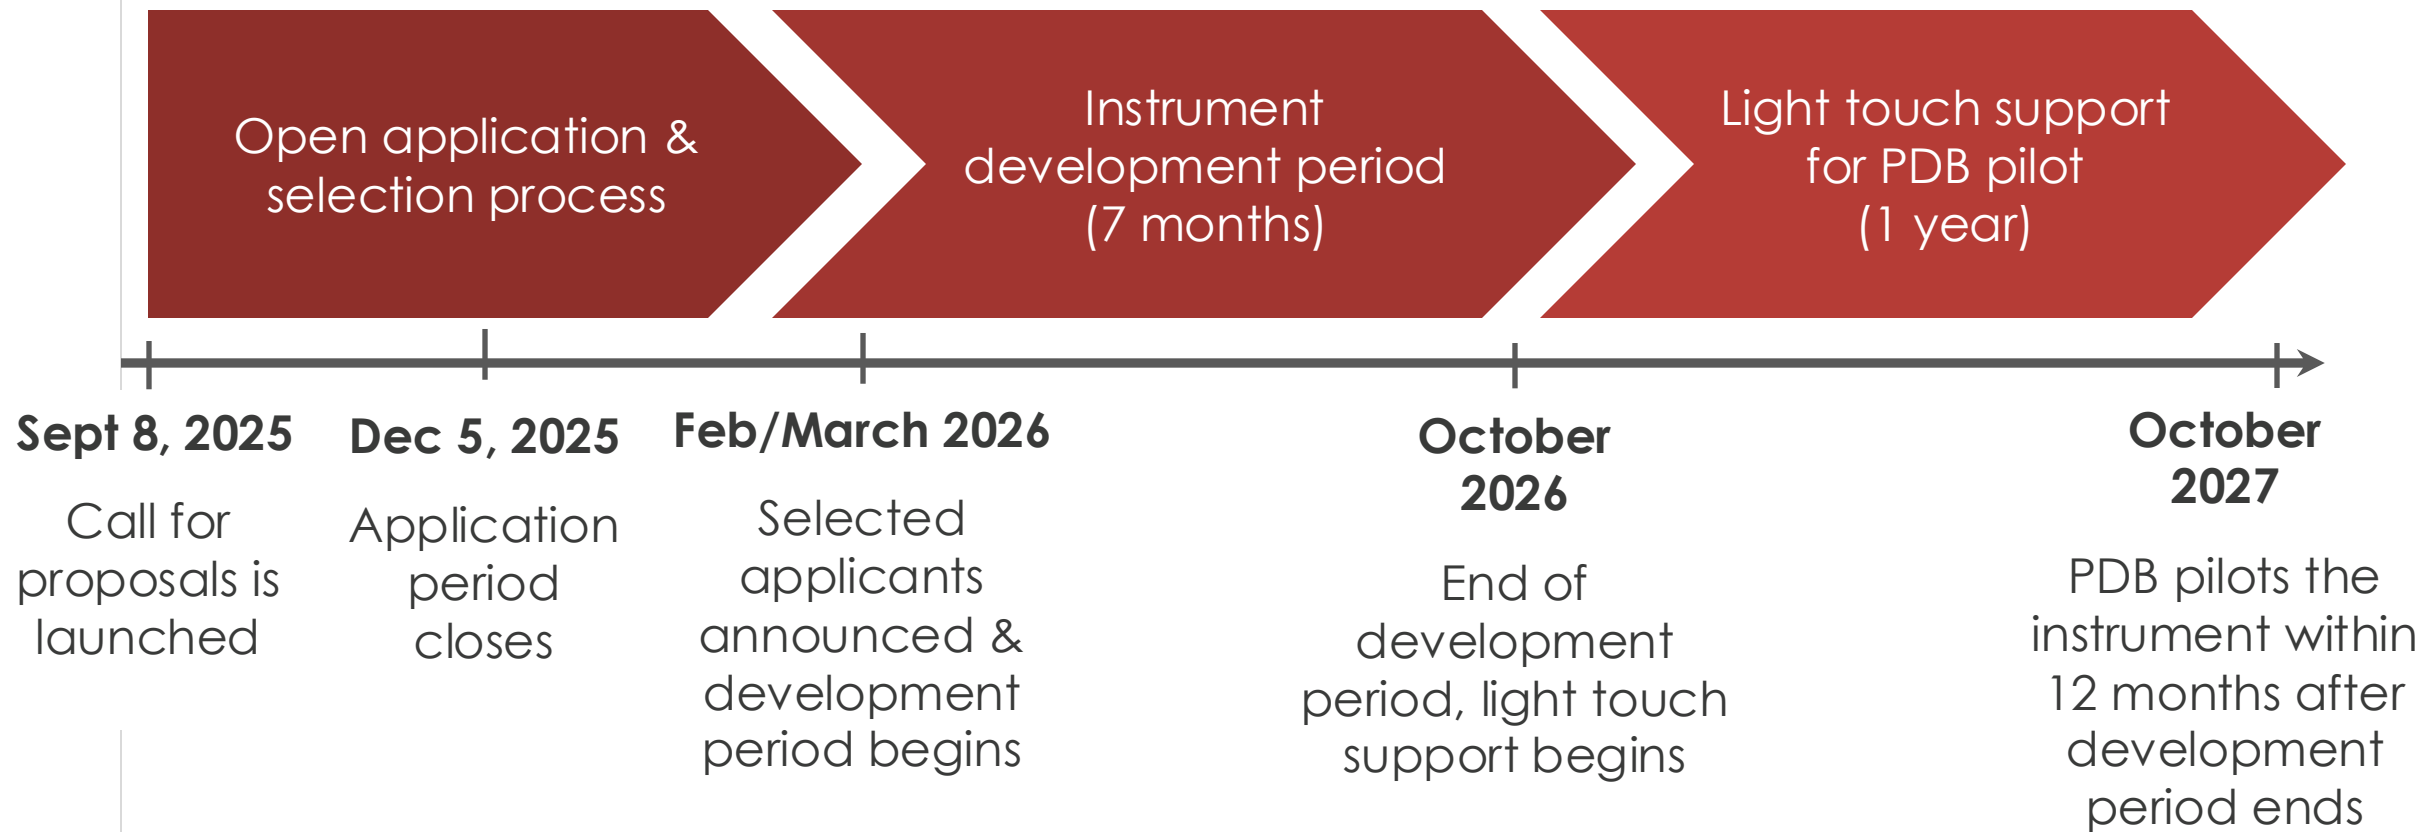 Open application &
selection process
Instrument
development period
(7 months)
Light touch support
for PDB pilot
(1 year)
Sept 8, 2025
Call for
proposals is
launched
Dec 5, 2025
Application
period
closes
Feb/March 2026
Selected
applicants
announced &
development
period begins
October
2026
End of
development
period, light touch
support begins
October
2027
PDB pilots the
instrument within
12 months after
development
period ends